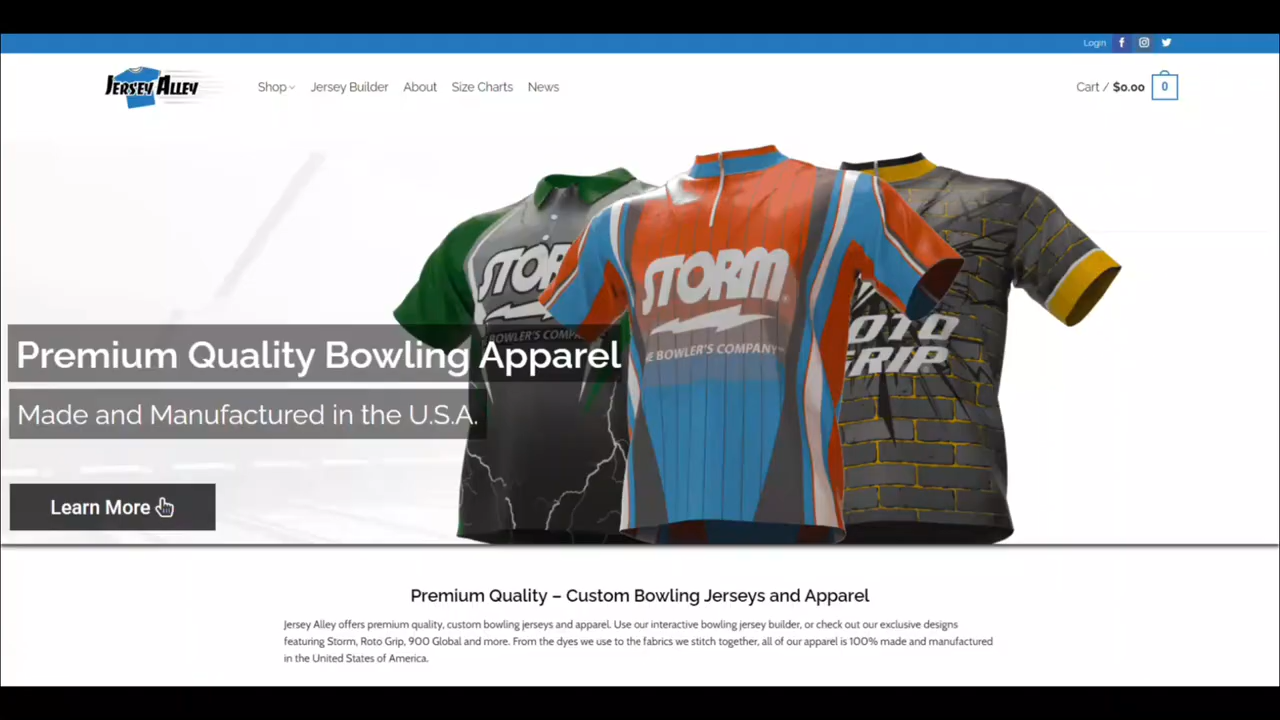 Login
JERSEY ALLEY
Shop
Jersey Builder
About
Size Charts
News
Cart / $0.00
0
STORM
THE BOWLER'S COMPANY
ROTO
GRIP
Premium Quality Bowling Apparel
Made and Manufactured in the U.S.A.
Learn More
Premium Quality – Custom Bowling Jerseys and Apparel
Jersey Alley offers premium quality, custom bowling jerseys and apparel. Use our interactive bowling jersey builder, or check out our exclusive designs
featuring Storm, Roto Grip, 900 Global and more. From the dyes we use to the fabrics we stitch together, all of our apparel is 100% made and manufactured
in the United States of America.